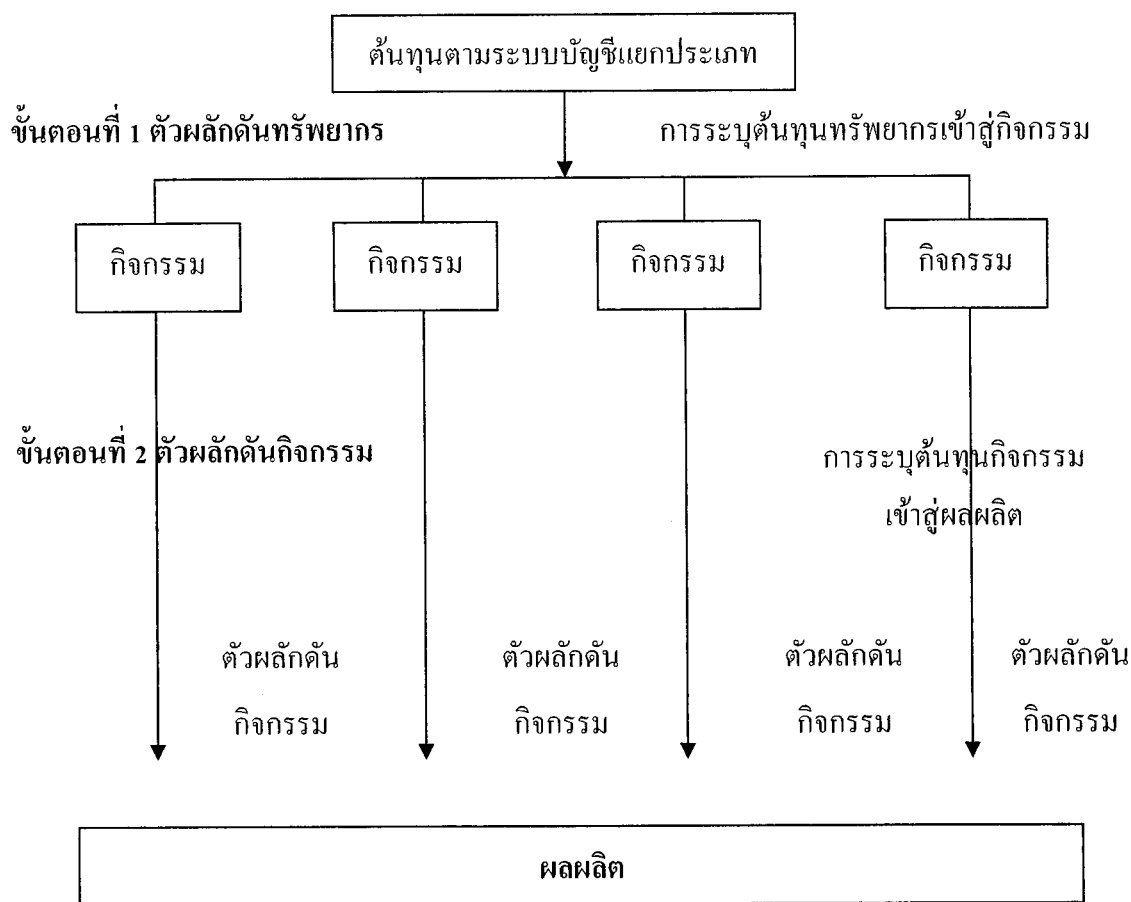 ต้นทุนตามระบบบัญชีแยกประเภท
ขั้นตอนที่ 1 ตัวผลักดันทรัพยากร
การระบุต้นทุนทรัพยากรเข้าสู่กิจกรรม
กิจกรรม
กิจกรรม
กิจกรรม
กิจกรรม
ขั้นตอนที่ 2 ตัวผลักดันกิจกรรม
การระบุต้นทุนกิจกรรม
เข้าสู่ผลผลิต
ตัวผลักดัน
กิจกรรม
ตัวผลักดัน
กิจกรรม
ตัวผลักดัน
กิจกรรม
ตัวผลักดัน
กิจกรรม
ผลผลิต